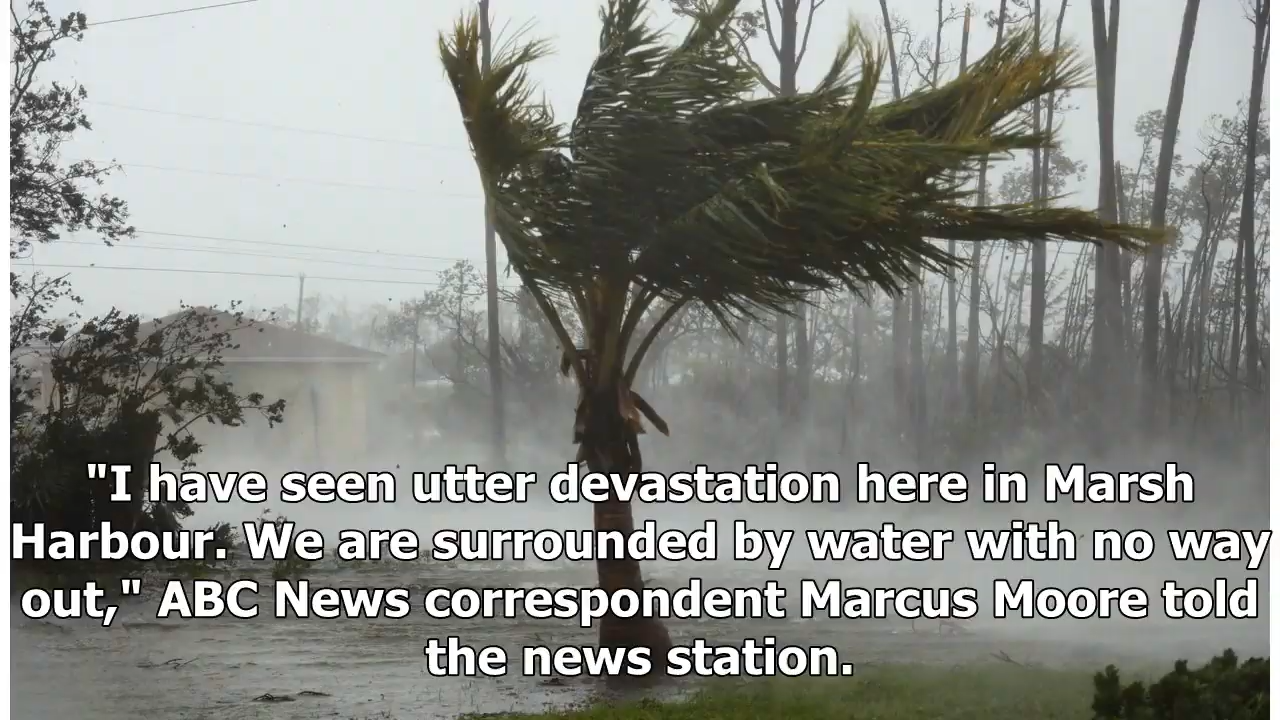 "I have seen utter devastation here in Marsh
Harbour. We are surrounded by water with no way
out," ABC News correspondent Marcus Moore told
the news station.